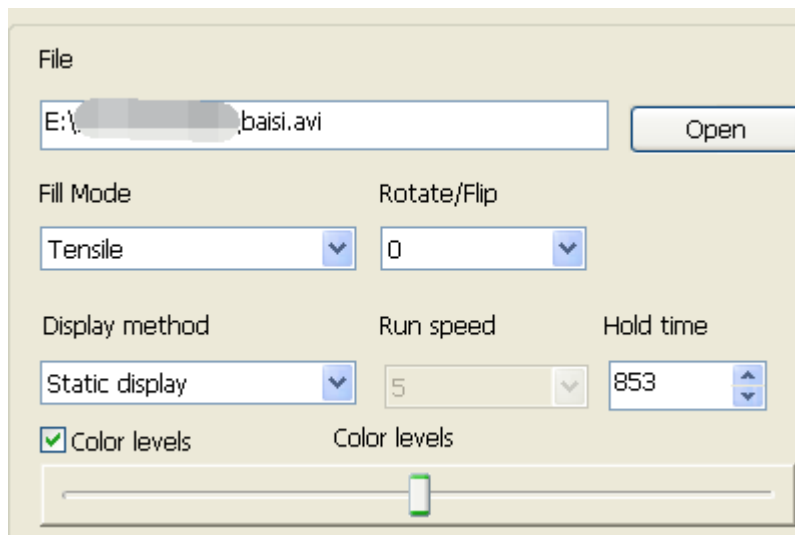 File
E:\ baisi.avi
Open
Fill Mode Rotate/Flip
Tensile 0
Display method Run speed Hold time
Static display 5 853
Color levels Color levels